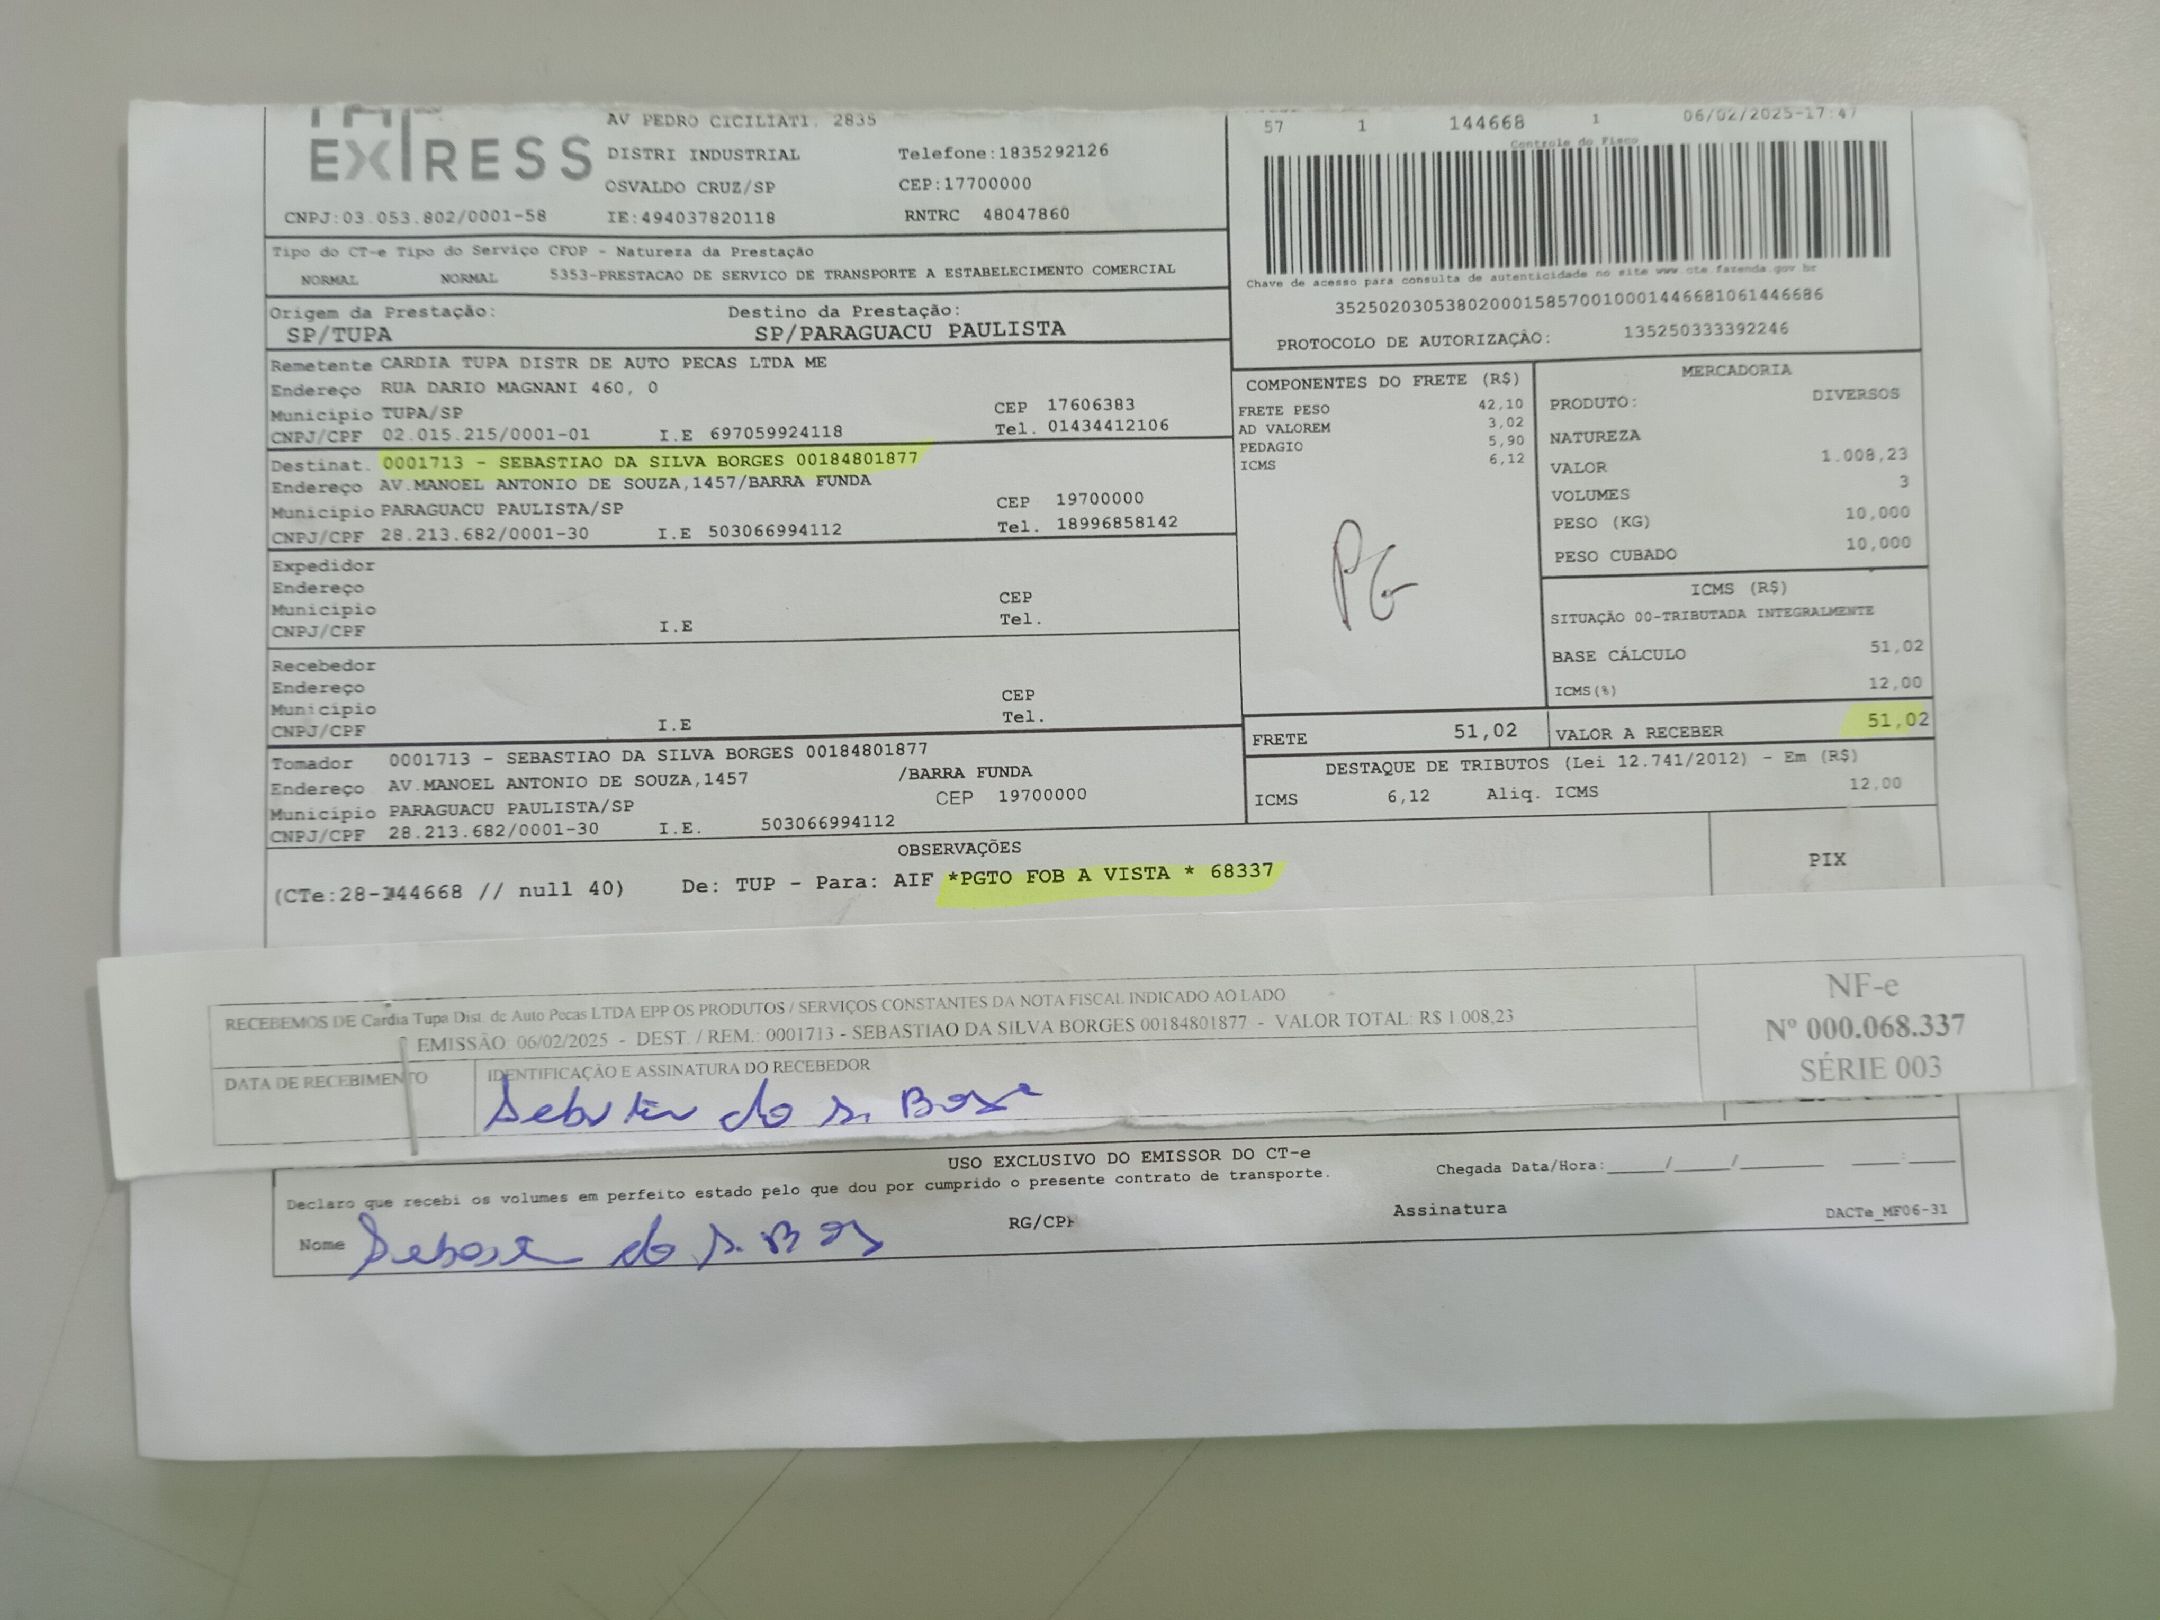 EXPRESS
AV PEDRO CICILIATI, 2835
DISTRI INDUSTRIAL Telefone:1835292126
OSVALDO CRUZ/SP CEP:17700000
CNPJ:03.053.802/0001-58 IE:494037820118 RNTRC 48047860
57 1 144668 1 06/02/2025-17:47
Controle do Fisco
Chave de acesso para consulta de autenticidade no site www.cte.fazenda.gov.br
35250203053802000158570010001446681061446686
PROTOCOLO DE AUTORIZAÇÃO: 135250333392246
Tipo do CT-e Tipo do Serviço CFOP - Natureza da Prestação
NORMAL NORMAL 5353-PRESTACAO DE SERVICO DE TRANSPORTE A ESTABELECIMENTO COMERCIAL
Origem da Prestação: Destino da Prestação:
SP/TUPA SP/PARAGUACU PAULISTA
Remetente CARDIA TUPA DISTR DE AUTO PECAS LTDA ME
Endereço RUA DARIO MAGNANI 460, 0
Município TUPA/SP CEP 17606383
CNPJ/CPF 02.015.215/0001-01 I.E 697059924118 Tel. 01434412106
Destinat. 0001713 - SEBASTIAO DA SILVA BORGES 00184801877
Endereço AV.MANOEL ANTONIO DE SOUZA,1457/BARRA FUNDA
Município PARAGUACU PAULISTA/SP CEP 19700000
CNPJ/CPF 28.213.682/0001-30 I.E 503066994112 Tel. 18996858142
Expedidor
Endereço
Município CEP
CNPJ/CPF I.E Tel.
Recebedor
Endereço
Município CEP
CNPJ/CPF I.E Tel.
Tomador 0001713 - SEBASTIAO DA SILVA BORGES 00184801877
Endereço AV.MANOEL ANTONIO DE SOUZA,1457 /BARRA FUNDA
Município PARAGUACU PAULISTA/SP CEP 19700000
CNPJ/CPF 28.213.682/0001-30 I.E. 503066994112
COMPONENTES DO FRETE (R$)
FRETE PESO 42,10
AD VALOREM 3,02
PEDAGIO 5,90
ICMS 6,12
PG
MERCADORIA
PRODUTO: DIVERSOS
NATUREZA
VALOR 1.008,23
VOLUMES 3
PESO (KG) 10,000
PESO CUBADO 10,000
ICMS (R$)
SITUAÇÃO 00-TRIBUTADA INTEGRALMENTE
BASE CÁLCULO 51,02
ICMS(%) 12,00
FRETE 51,02 VALOR A RECEBER 51,02
DESTAQUE DE TRIBUTOS (Lei 12.741/2012) - Em (R$)
ICMS 6,12 Aliq. ICMS 12,00
OBSERVAÇÕES
(CTe:28-144668 // null 40) De: TUP - Para: AIF *PGTO FOB A VISTA * 68337
PIX
RECEBEMOS DE Cardia Tupa Dist. de Auto Pecas LTDA EPP OS PRODUTOS / SERVIÇOS CONSTANTES DA NOTA FISCAL INDICADO AO LADO
EMISSÃO: 06/02/2025 - DEST. / REM.: 0001713 - SEBASTIAO DA SILVA BORGES 00184801877 - VALOR TOTAL: R$ 1.008,23
DATA DE RECEBIMENTO IDENTIFICAÇÃO E ASSINATURA DO RECEBEDOR
NF-e
Nº 000.068.337
SÉRIE 003
USO EXCLUSIVO DO EMISSOR DO CT-e
Declaro que recebi os volumes em perfeito estado pelo que dou por cumprido o presente contrato de transporte.
Chegada Data/Hora:______/______/________ ____:____
Nome RG/CPF Assinatura DACTe_MF06-31